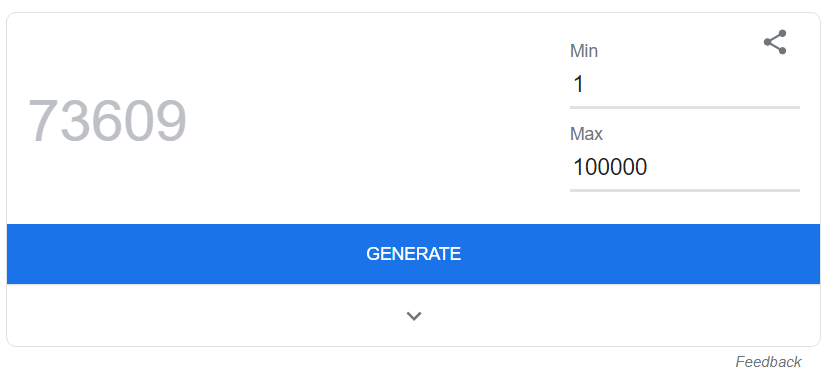 73609
Min
1
Max
100000
GENERATE
Feedback